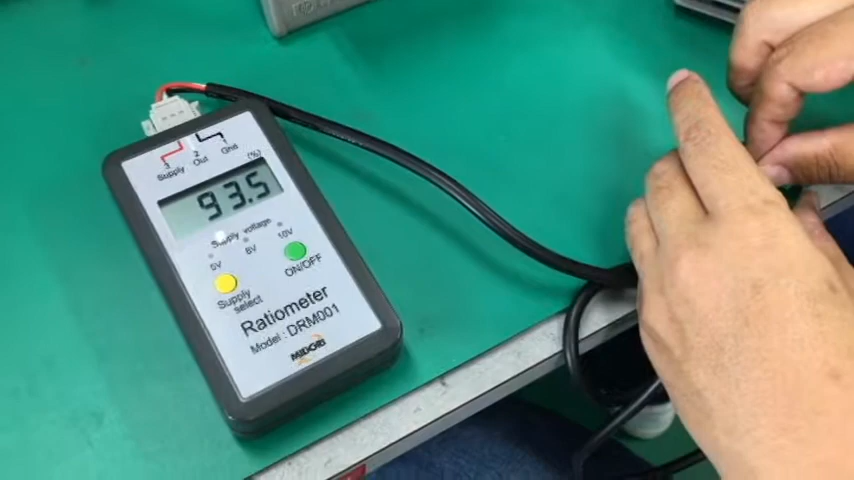 3 2 1
Supply Out Gnd
(%)
93.5
Supply voltage
5V 8V 10V
ON/OFF
Supply
select
Ratiometer
Model : DRM001
MIDORI